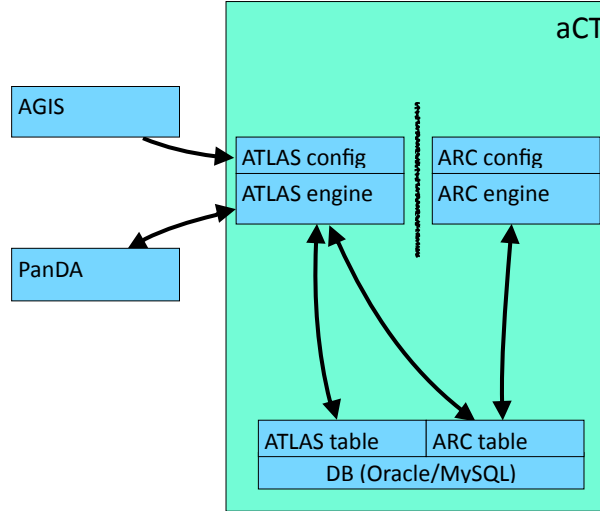 aCT
AGIS
ATLAS config
ARC config
ATLAS engine
ARC engine
PanDA
ATLAS table
ARC table
DB (Oracle/MySQL)